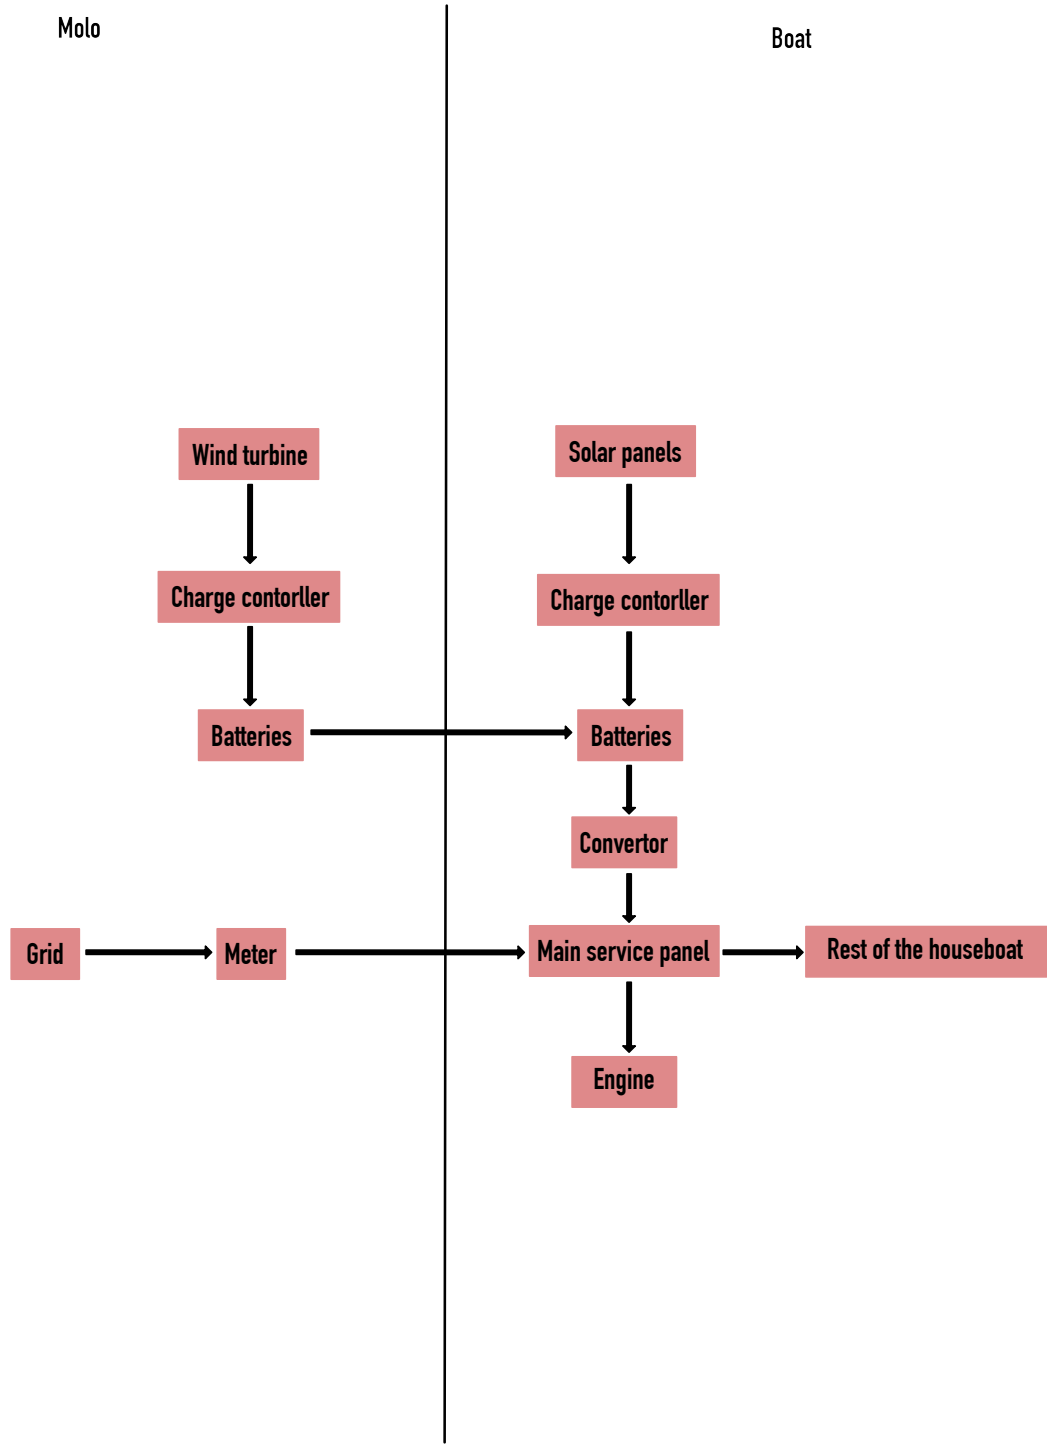 Molo
Boat
Wind turbine
Solar panels
Charge contorller
Charge contorller
Batteries
Batteries
Convertor
Grid
Meter
Main service panel
Rest of the houseboat
Engine